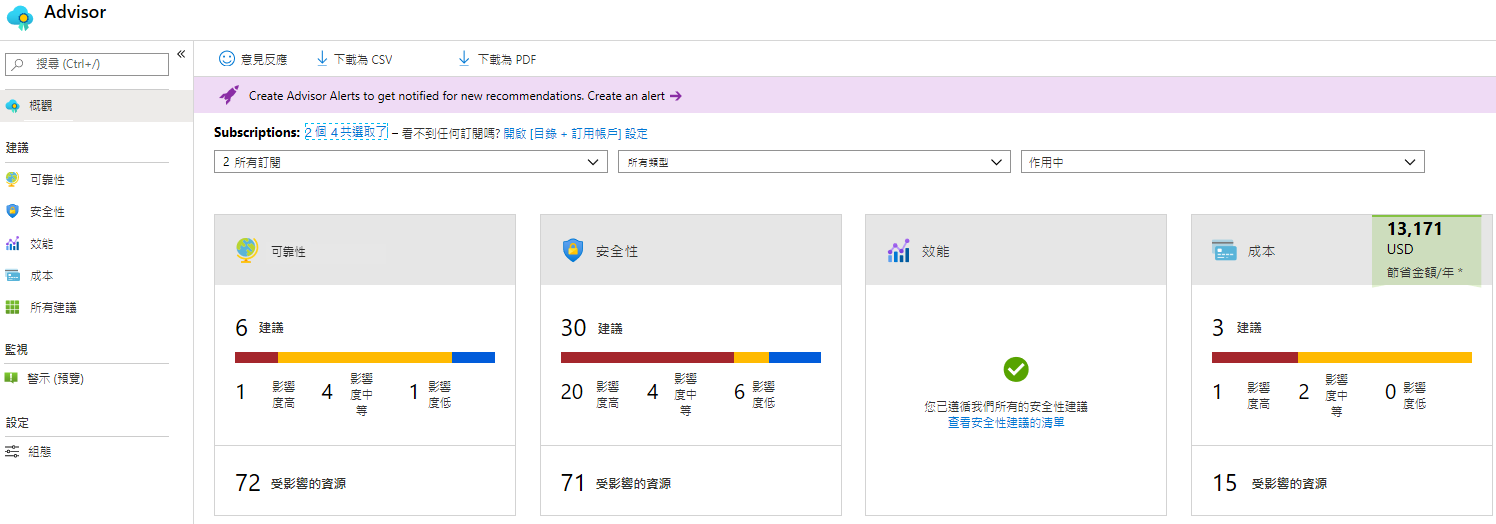 Advisor
搜尋 (Ctrl+/)
«
概觀
建議
可靠性
安全性
效能
成本
所有建議
監視
警示 (預覽)
設定
組態
意見反應
下載為 CSV
下載為 PDF
Create Advisor Alerts to get notified for new recommendations. Create an alert →
Subscriptions: 2 個 4 共選取了 – 看不到任何訂閱嗎? 開啟 [目錄 + 訂用帳戶] 設定
2 所有訂閱
所有類型
作用中
可靠性
6 建議
1 影響
度高
4 影響
度中
等
1 影響
度低
72 受影響的資源
安全性
30 建議
20 影響
度高
4 影響
度中
等
6 影響
度低
71 受影響的資源
效能
您已遵循我們所有的安全性建議
查看安全性建議的清單
成本
13,171
USD
節省金額/年 *
3 建議
1 影響
度高
2 影響
度中
等
0 影響
度低
15 受影響的資源